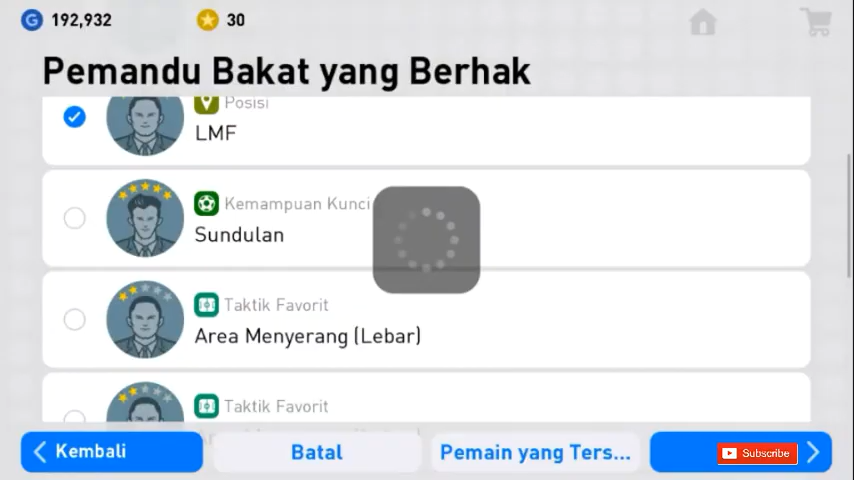 192,932
30
Pemandu Bakat yang Berhak
Posisi
LMF
Kemampuan Kunci
Sundulan
Taktik Favorit
Area Menyerang (Lebar)
Taktik Favorit
Kembali
Batal
Pemain yang Ters...
Subscribe